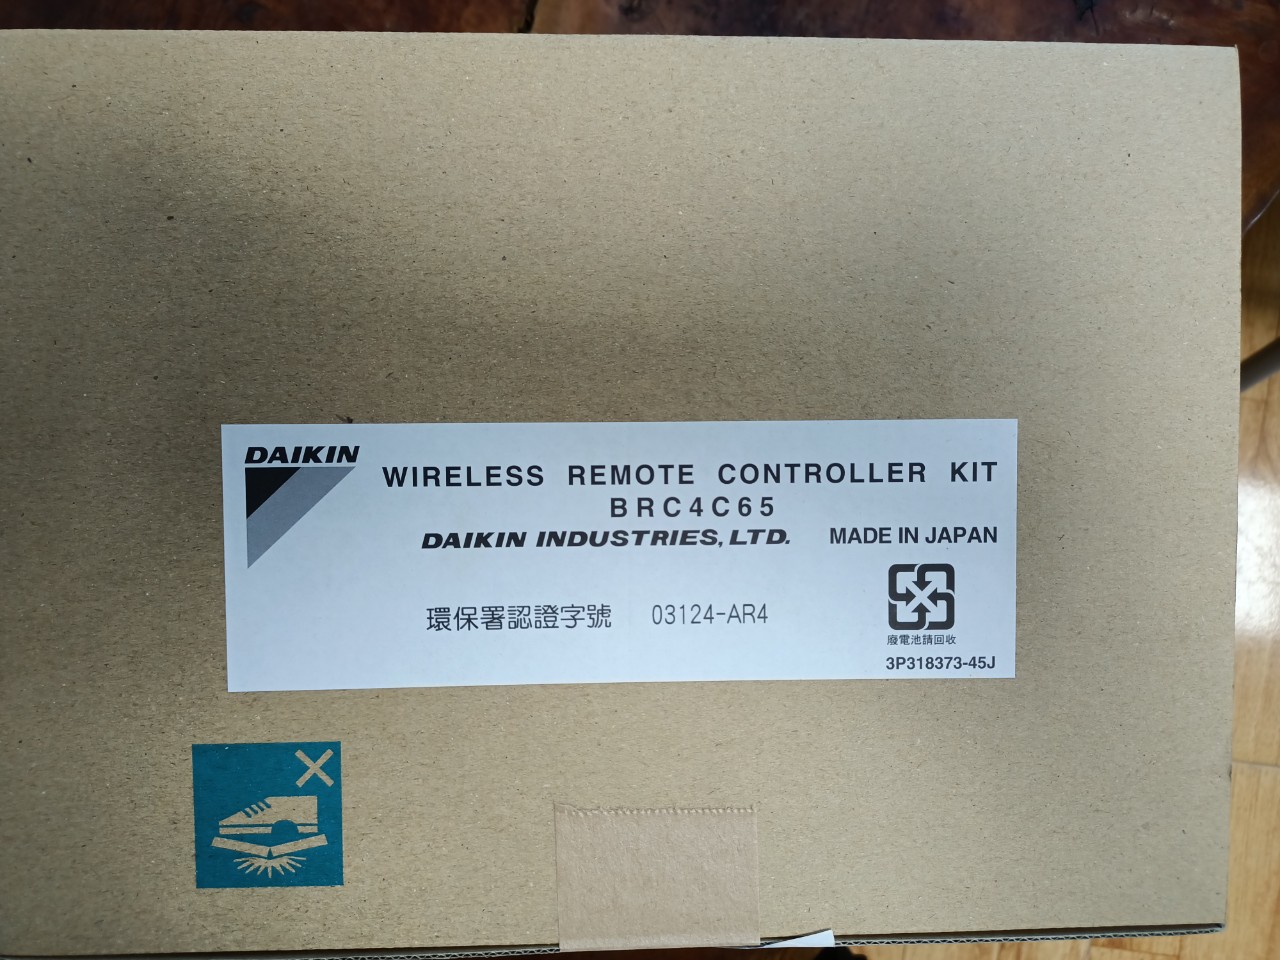 DAIKIN
WIRELESS REMOTE CONTROLLER KIT
BRC4C65
DAIKIN INDUSTRIES, LTD. MADE IN JAPAN
環保署認證字號 03124-AR4
廢電池請回收
3P318373-45J